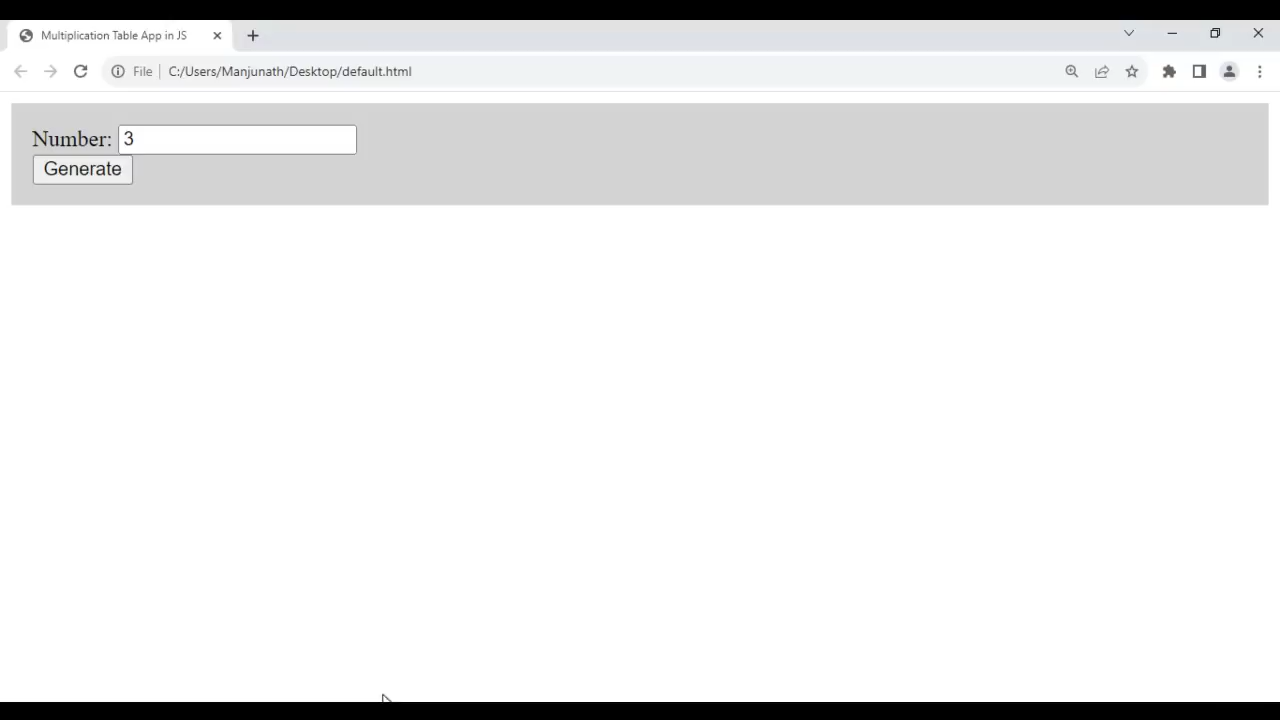 Multiplication Table App in JS
File C:/Users/Manjunath/Desktop/default.html
Number: 3
Generate